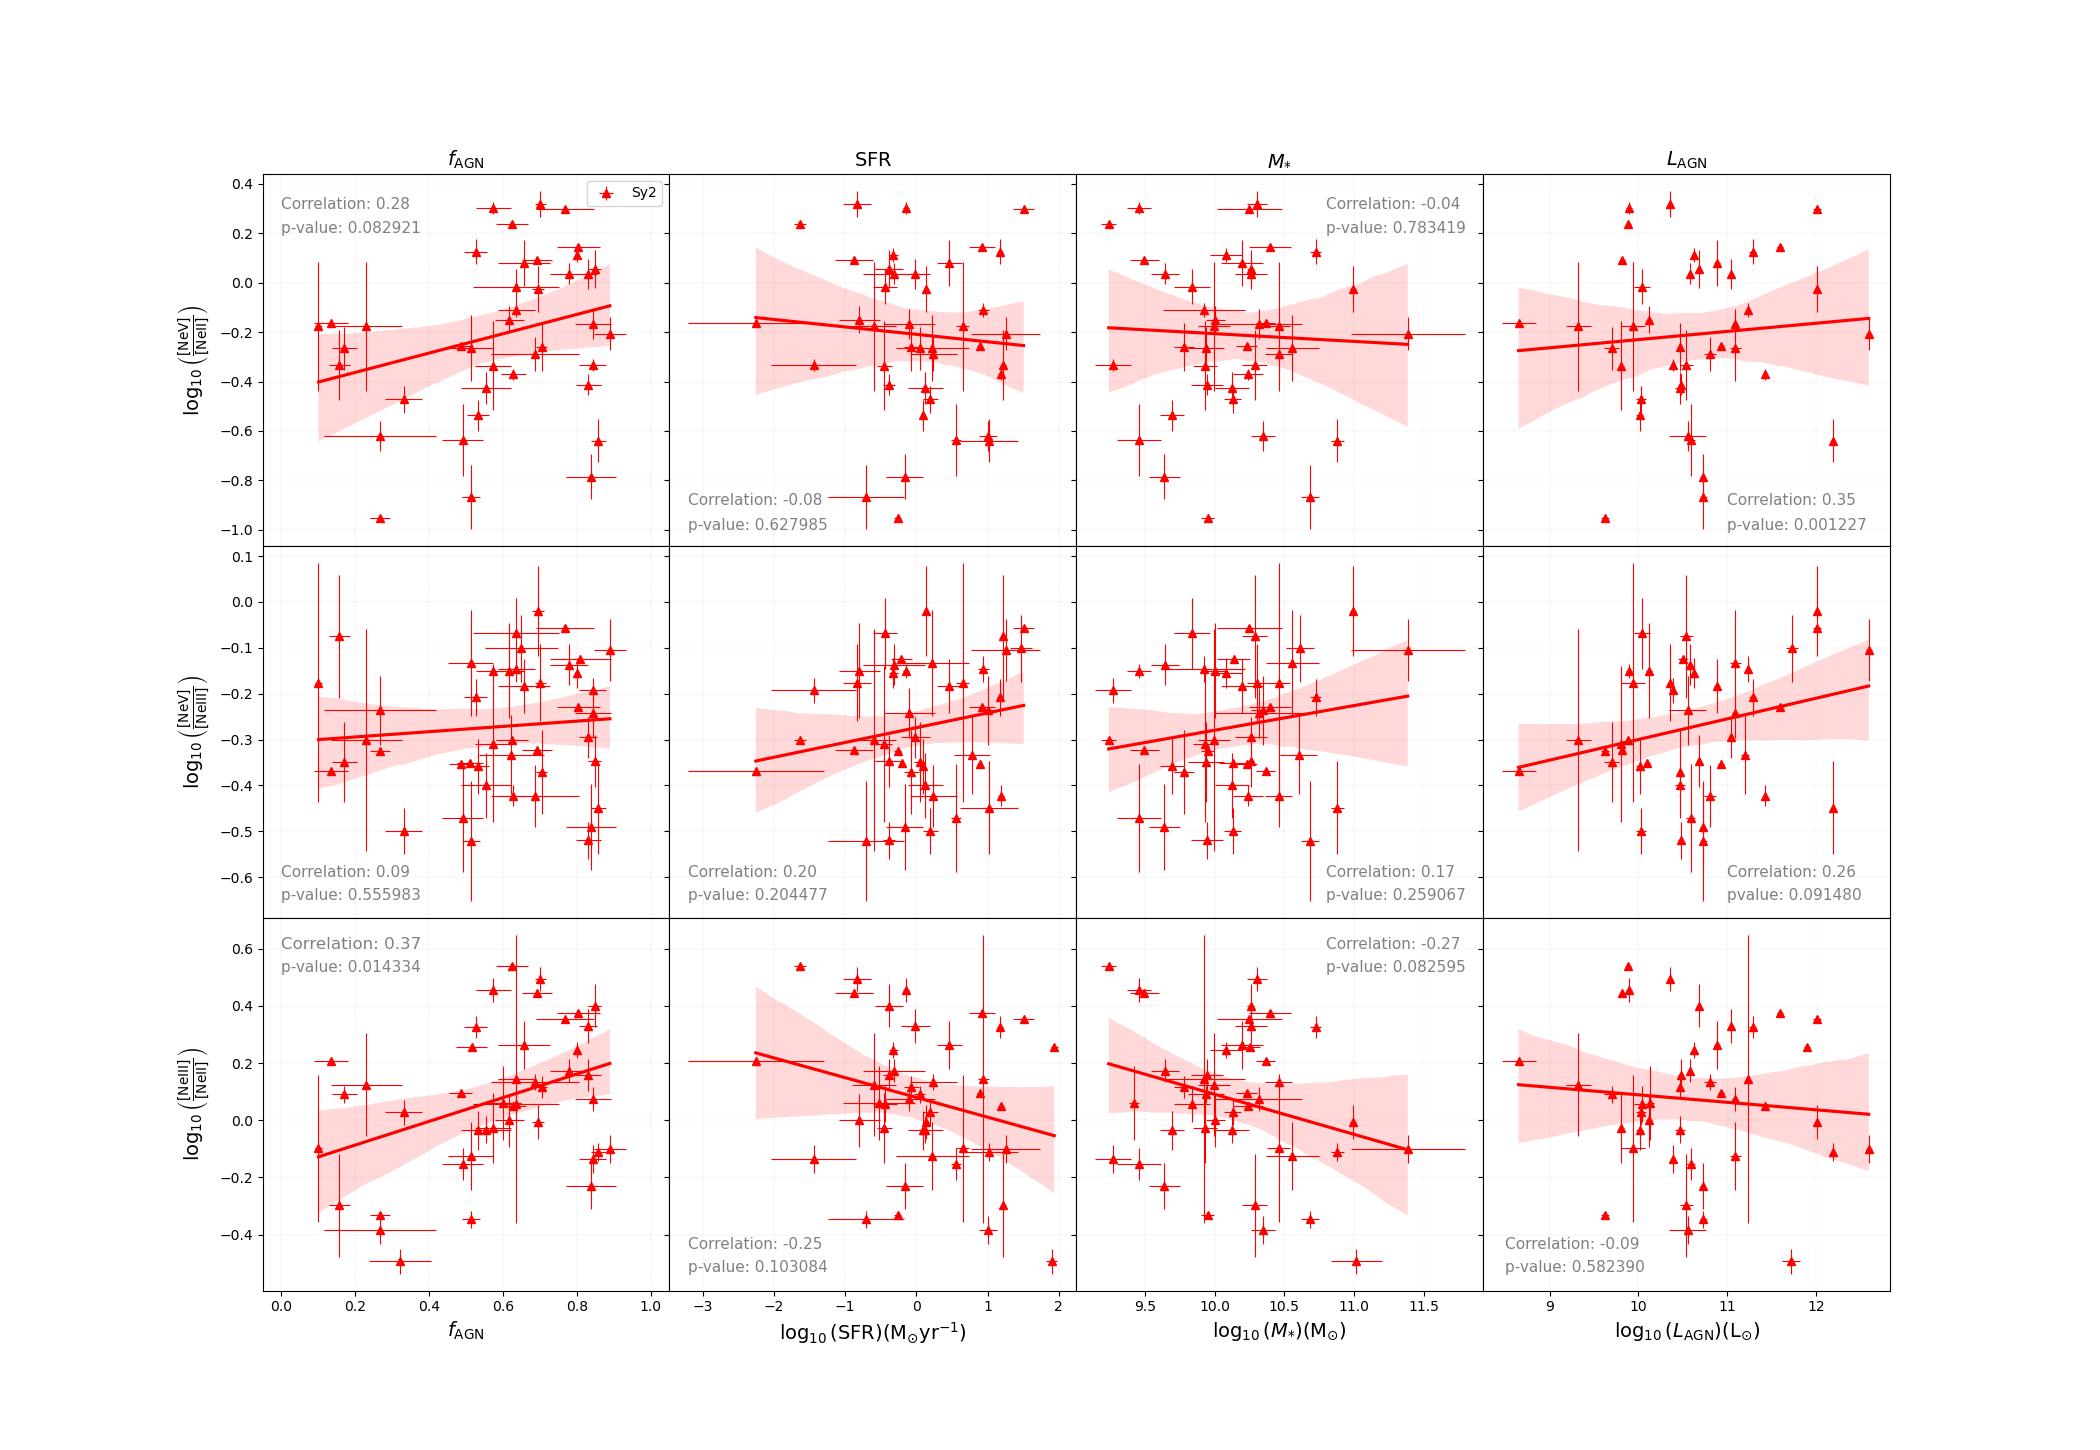 f_AGN SFR M_* L_AGN
0.4
0.2
0.0
−0.2
−0.4
−0.6
−0.8
−1.0
log10 ([NeV]/[NeII])
Correlation: 0.28
p-value: 0.082921
Sy2
Correlation: -0.08
p-value: 0.627985
Correlation: -0.04
p-value: 0.783419
Correlation: 0.35
p-value: 0.001227
0.1
0.0
−0.1
−0.2
−0.3
−0.4
−0.5
−0.6
log10 ([NeV]/[NeIII])
Correlation: 0.09
p-value: 0.555983
Correlation: 0.20
p-value: 0.204477
Correlation: 0.17
p-value: 0.259067
Correlation: 0.26
pvalue: 0.091480
0.6
0.4
0.2
0.0
−0.2
−0.4
log10 ([NeIII]/[NeII])
Correlation: 0.37
p-value: 0.014334
Correlation: -0.25
p-value: 0.103084
Correlation: -0.27
p-value: 0.082595
Correlation: -0.09
p-value: 0.582390
0.0 0.2 0.4 0.6 0.8 1.0
f_AGN
−3 −2 −1 0 1 2
log10 (SFR)(M⊙yr−1)
9.5 10.0 10.5 11.0 11.5
log10 (M_*)(M⊙)
9 10 11 12
log10 (L_AGN)(L⊙)